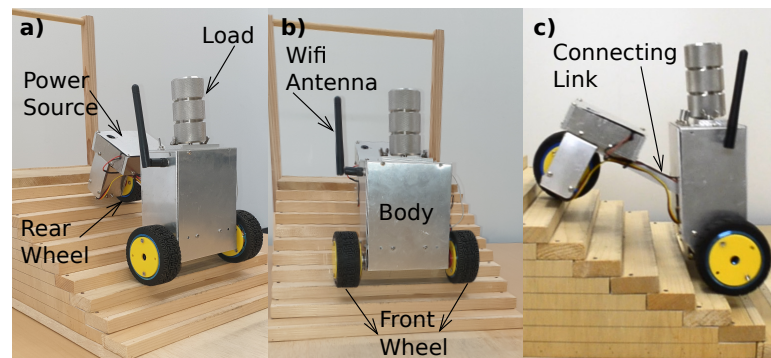 a)
Load
Power
Source
Rear
Wheel
b)
Wifi
Antenna
Body
Front
Wheel
c)
Connecting
Link